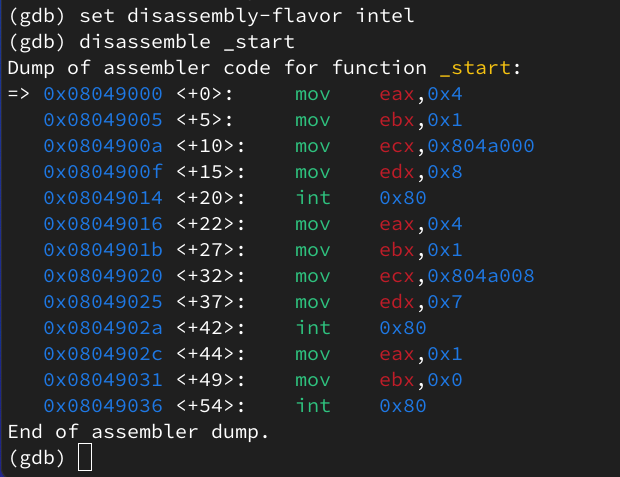 (gdb) set disassembly-flavor intel
(gdb) disassemble _start
Dump of assembler code for function _start:
=> 0x08049000 <+0>:     mov    eax,0x4
   0x08049005 <+5>:     mov    ebx,0x1
   0x0804900a <+10>:    mov    ecx,0x804a000
   0x0804900f <+15>:    mov    edx,0x8
   0x08049014 <+20>:    int    0x80
   0x08049016 <+22>:    mov    eax,0x4
   0x0804901b <+27>:    mov    ebx,0x1
   0x08049020 <+32>:    mov    ecx,0x804a008
   0x08049025 <+37>:    mov    edx,0x7
   0x0804902a <+42>:    int    0x80
   0x0804902c <+44>:    mov    eax,0x1
   0x08049031 <+49>:    mov    ebx,0x0
   0x08049036 <+54>:    int    0x80
End of assembler dump.
(gdb)